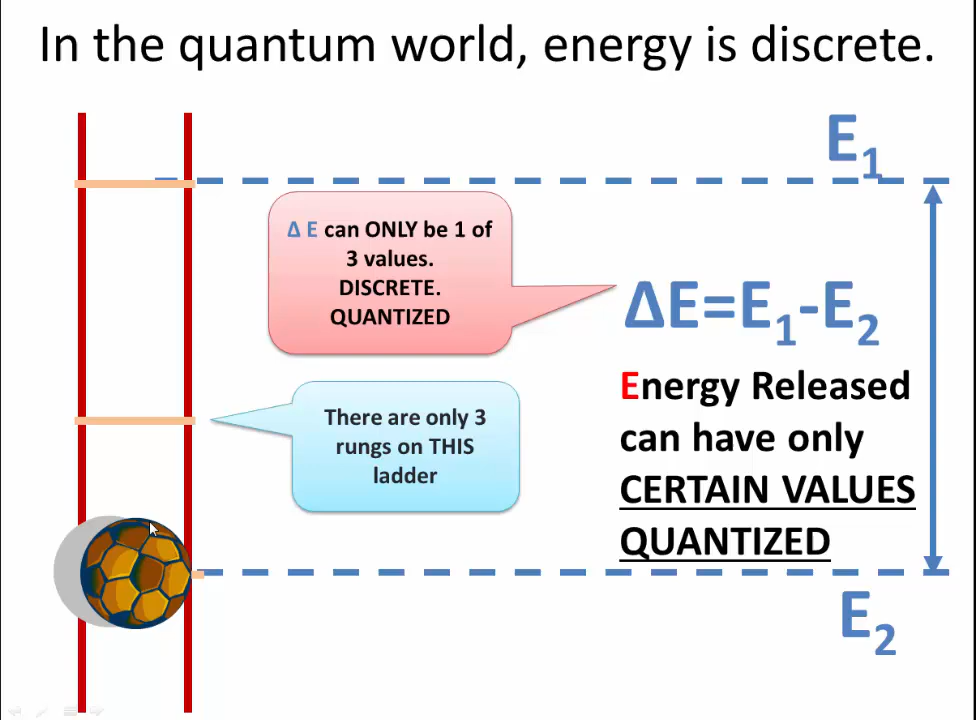 In the quantum world, energy is discrete.
E₁
Δ E can ONLY be 1 of
3 values.
DISCRETE.
QUANTIZED
ΔE=E₁-E₂
Energy Released
can have only
CERTAIN VALUES
QUANTIZED
There are only 3
rungs on THIS
ladder
E₂